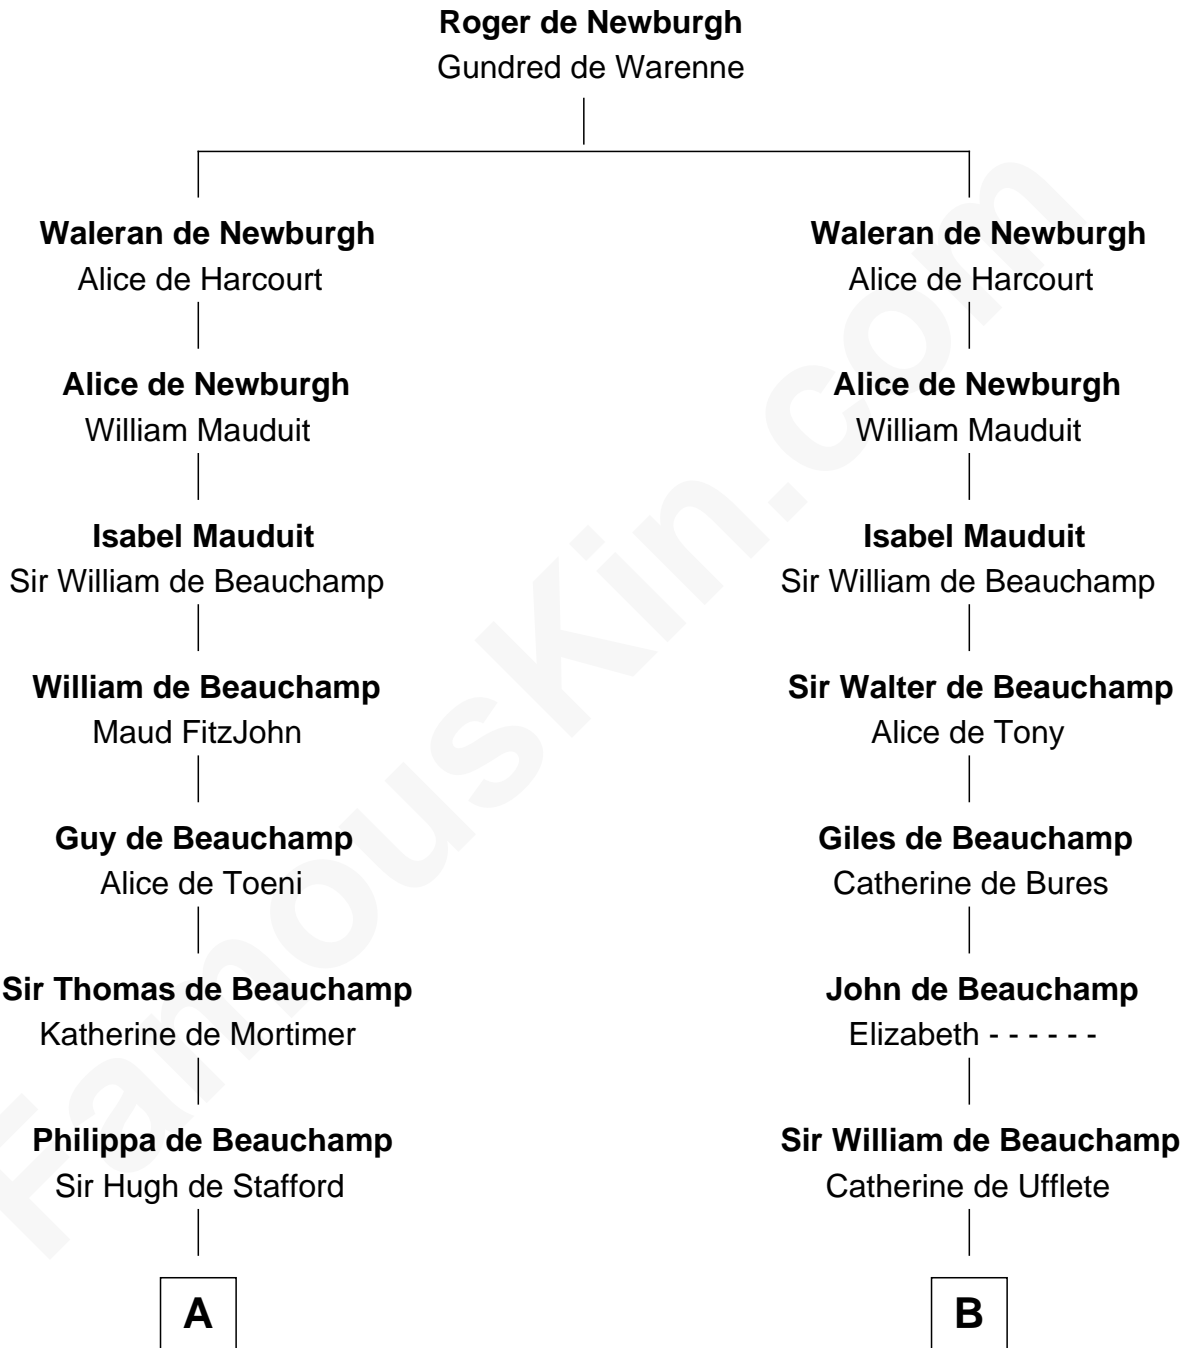 Roger de Newburgh
Gundred de Warenne
Waleran de Newburgh
Alice de Harcourt
Alice de Newburgh
William Mauduit
Isabel Mauduit
Sir William de Beauchamp
William de Beauchamp
Maud FitzJohn
Guy de Beauchamp
Alice de Toeni
Sir Thomas de Beauchamp
Katherine de Mortimer
Philippa de Beauchamp
Sir Hugh de Stafford
A
Waleran de Newburgh
Alice de Harcourt
Alice de Newburgh
William Mauduit
Isabel Mauduit
Sir William de Beauchamp
Sir Walter de Beauchamp
Alice de Tony
Giles de Beauchamp
Catherine de Bures
John de Beauchamp
Elizabeth - - - - - -
Sir William de Beauchamp
Catherine de Ufflete
B
FamousKin.com